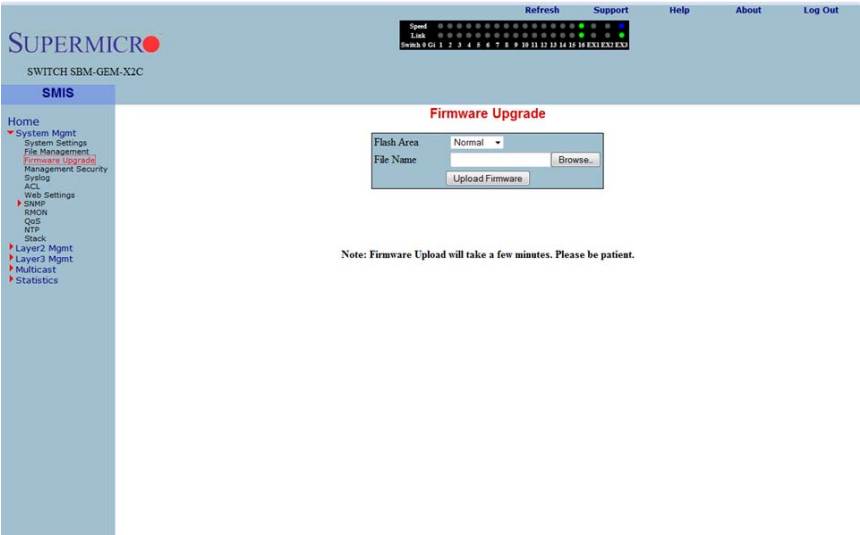 Refresh Support Help About Log Out
SUPERMICRO
SWITCH SBM-GEM-X2C
Speed
Link
Switch 0 Gi 1 2 3 4 5 6 7 8 9 10 11 12 13 14 15 16 EX1 EX2 EX3
SMIS
Home
System Mgmt
System Settings
File Management
Firmware Upgrade
Management Security
Syslog
ACL
Web Settings
SNMP
RMON
QoS
NTP
Stack
Layer2 Mgmt
Layer3 Mgmt
Multicast
Statistics
Firmware Upgrade
Flash Area Normal
File Name Browse..
Upload Firmware
Note: Firmware Upload will take a few minutes. Please be patient.